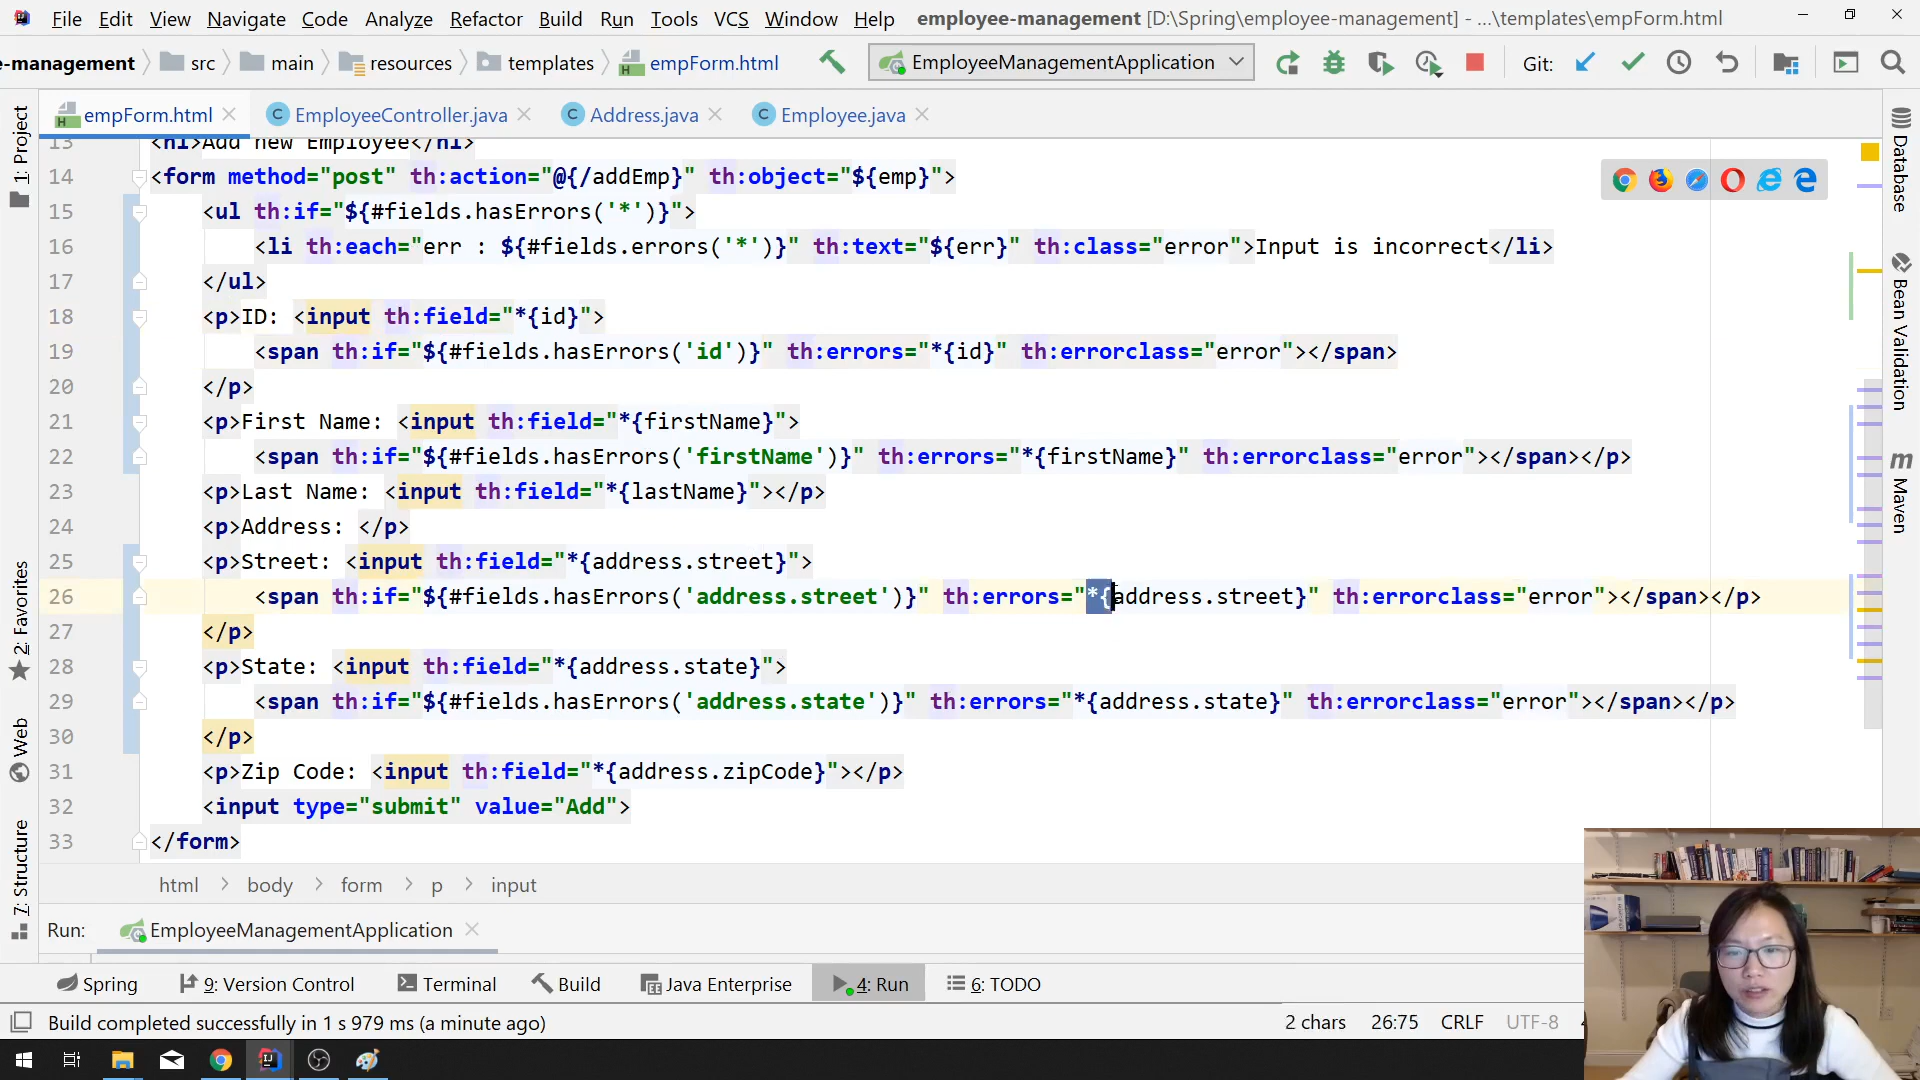 File Edit View Navigate Code Analyze Refactor Build Run Tools VCS Window Help employee-management [D:\Spring\employee-management] - ...\templates\empForm.html
e-management src main resources templates empForm.html EmployeeManagementApplication Git:
empForm.html EmployeeController.java Address.java Employee.java
13 <h1>Add new Employee</h1>
14 <form method="post" th:action="@{/addEmp}" th:object="${emp}">
15 <ul th:if="${#fields.hasErrors('*')}">
16 <li th:each="err : ${#fields.errors('*')}" th:text="${err}" th:class="error">Input is incorrect</li>
17 </ul>
18 <p>ID: <input th:field="*{id}">
19 <span th:if="${#fields.hasErrors('id')}" th:errors="*{id}" th:errorclass="error"></span>
20 </p>
21 <p>First Name: <input th:field="*{firstName}">
22 <span th:if="${#fields.hasErrors('firstName')}" th:errors="*{firstName}" th:errorclass="error"></span></p>
23 <p>Last Name: <input th:field="*{lastName}"></p>
24 <p>Address: </p>
25 <p>Street: <input th:field="*{address.street}">
26 <span th:if="${#fields.hasErrors('address.street')}" th:errors="*{address.street}" th:errorclass="error"></span></p>
27 </p>
28 <p>State: <input th:field="*{address.state}">
29 <span th:if="${#fields.hasErrors('address.state')}" th:errors="*{address.state}" th:errorclass="error"></span></p>
30 </p>
31 <p>Zip Code: <input th:field="*{address.zipCode}"></p>
32 <input type="submit" value="Add">
33 </form>
html body form p input
Run: EmployeeManagementApplication
Spring 9: Version Control Terminal Build Java Enterprise 4: Run 6: TODO
Build completed successfully in 1 s 979 ms (a minute ago) 2 chars 26:75 CRLF UTF-8
1: Project
2: Favorites
Web
7: Structure
Database
Bean Validation
Maven